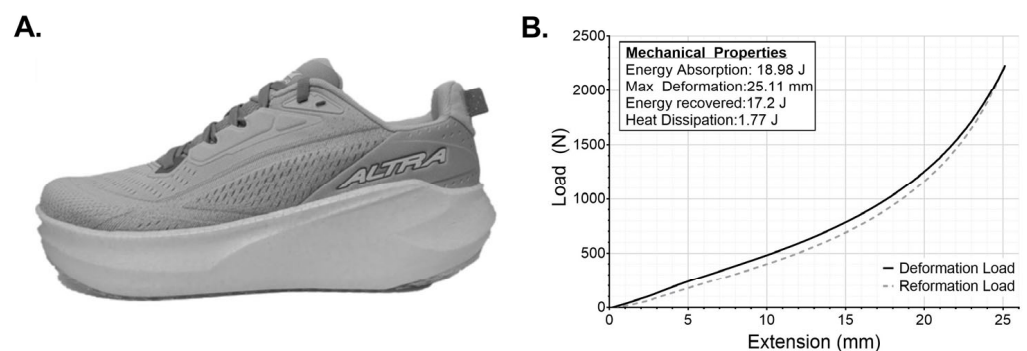 A.
ALTRA
B.
Load (N)
2500
2000
1500
1000
500
0
Mechanical Properties
Energy Absorption: 18.98 J
Max Deformation:25.11 mm
Energy recovered:17.2 J
Heat Dissipation:1.77 J
Deformation Load
Reformation Load
0 5 10 15 20 25
Extension (mm)